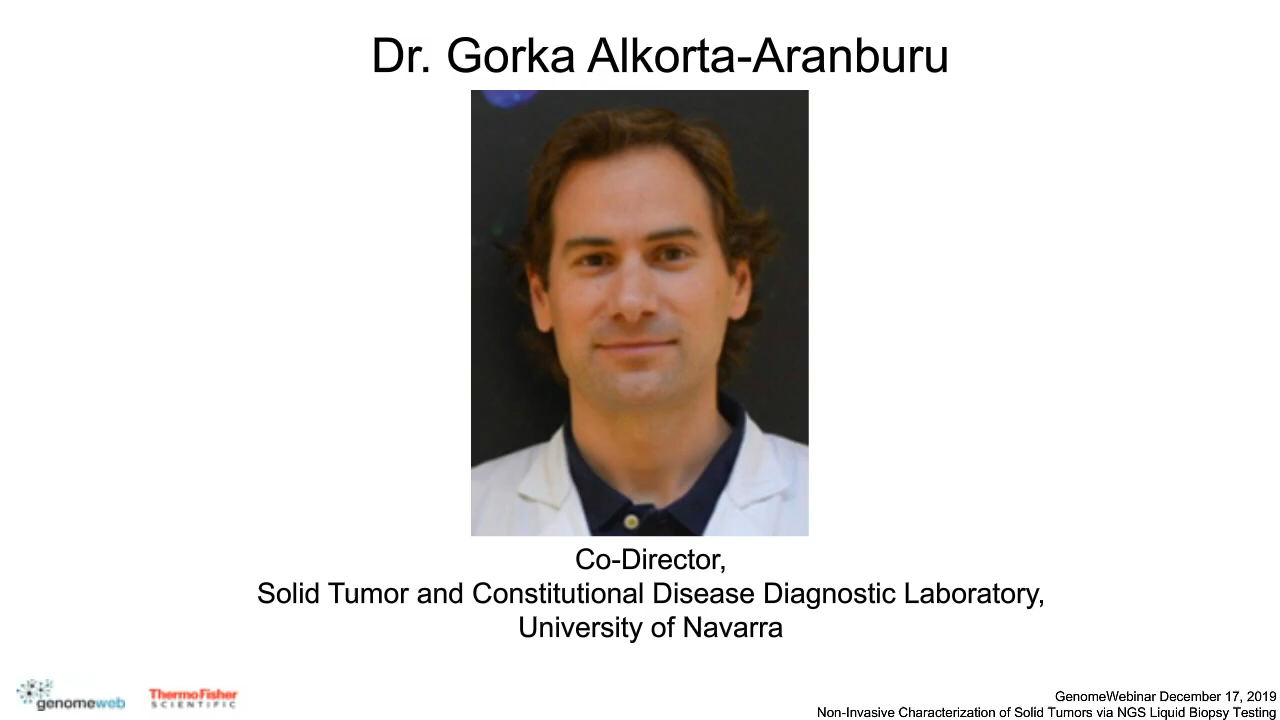 Dr. Gorka Alkorta-Aranburu
Co-Director,
Solid Tumor and Constitutional Disease Diagnostic Laboratory,
University of Navarra
genomeweb
ThermoFisher
SCIENTIFIC
GenomeWebinar December 17, 2019
Non-Invasive Characterization of Solid Tumors via NGS Liquid Biopsy Testing